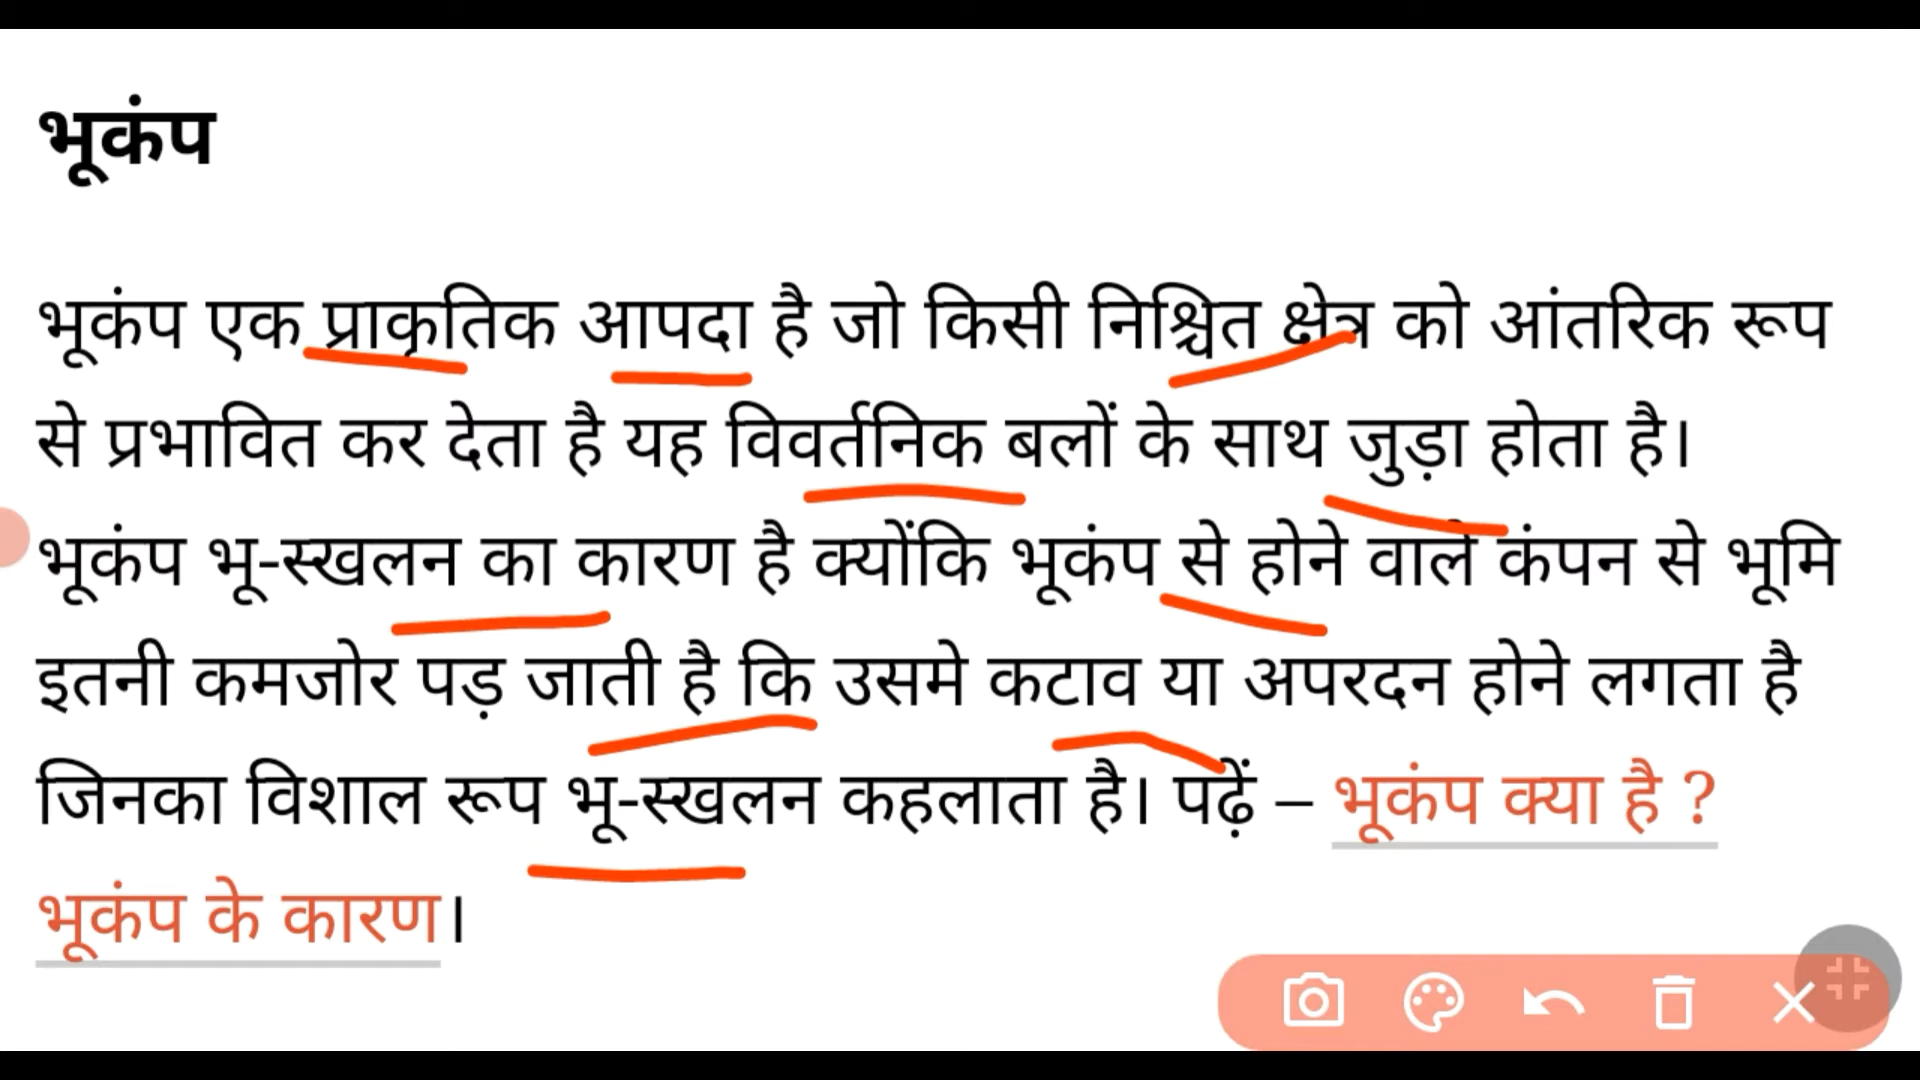 भूकंप
भूकंप एक प्राकृतिक आपदा है जो किसी निश्चित क्षेत्र को आंतरिक रूप
से प्रभावित कर देता है यह विवर्तनिक बलों के साथ जुड़ा होता है।
भूकंप भू-स्खलन का कारण है क्योंकि भूकंप से होने वाले कंपन से भूमि
इतनी कमजोर पड़ जाती है कि उसमे कटाव या अपरदन होने लगता है
जिनका विशाल रूप भू-स्खलन कहलाता है। पढ़ें – भूकंप क्या है ?
भूकंप के कारण।